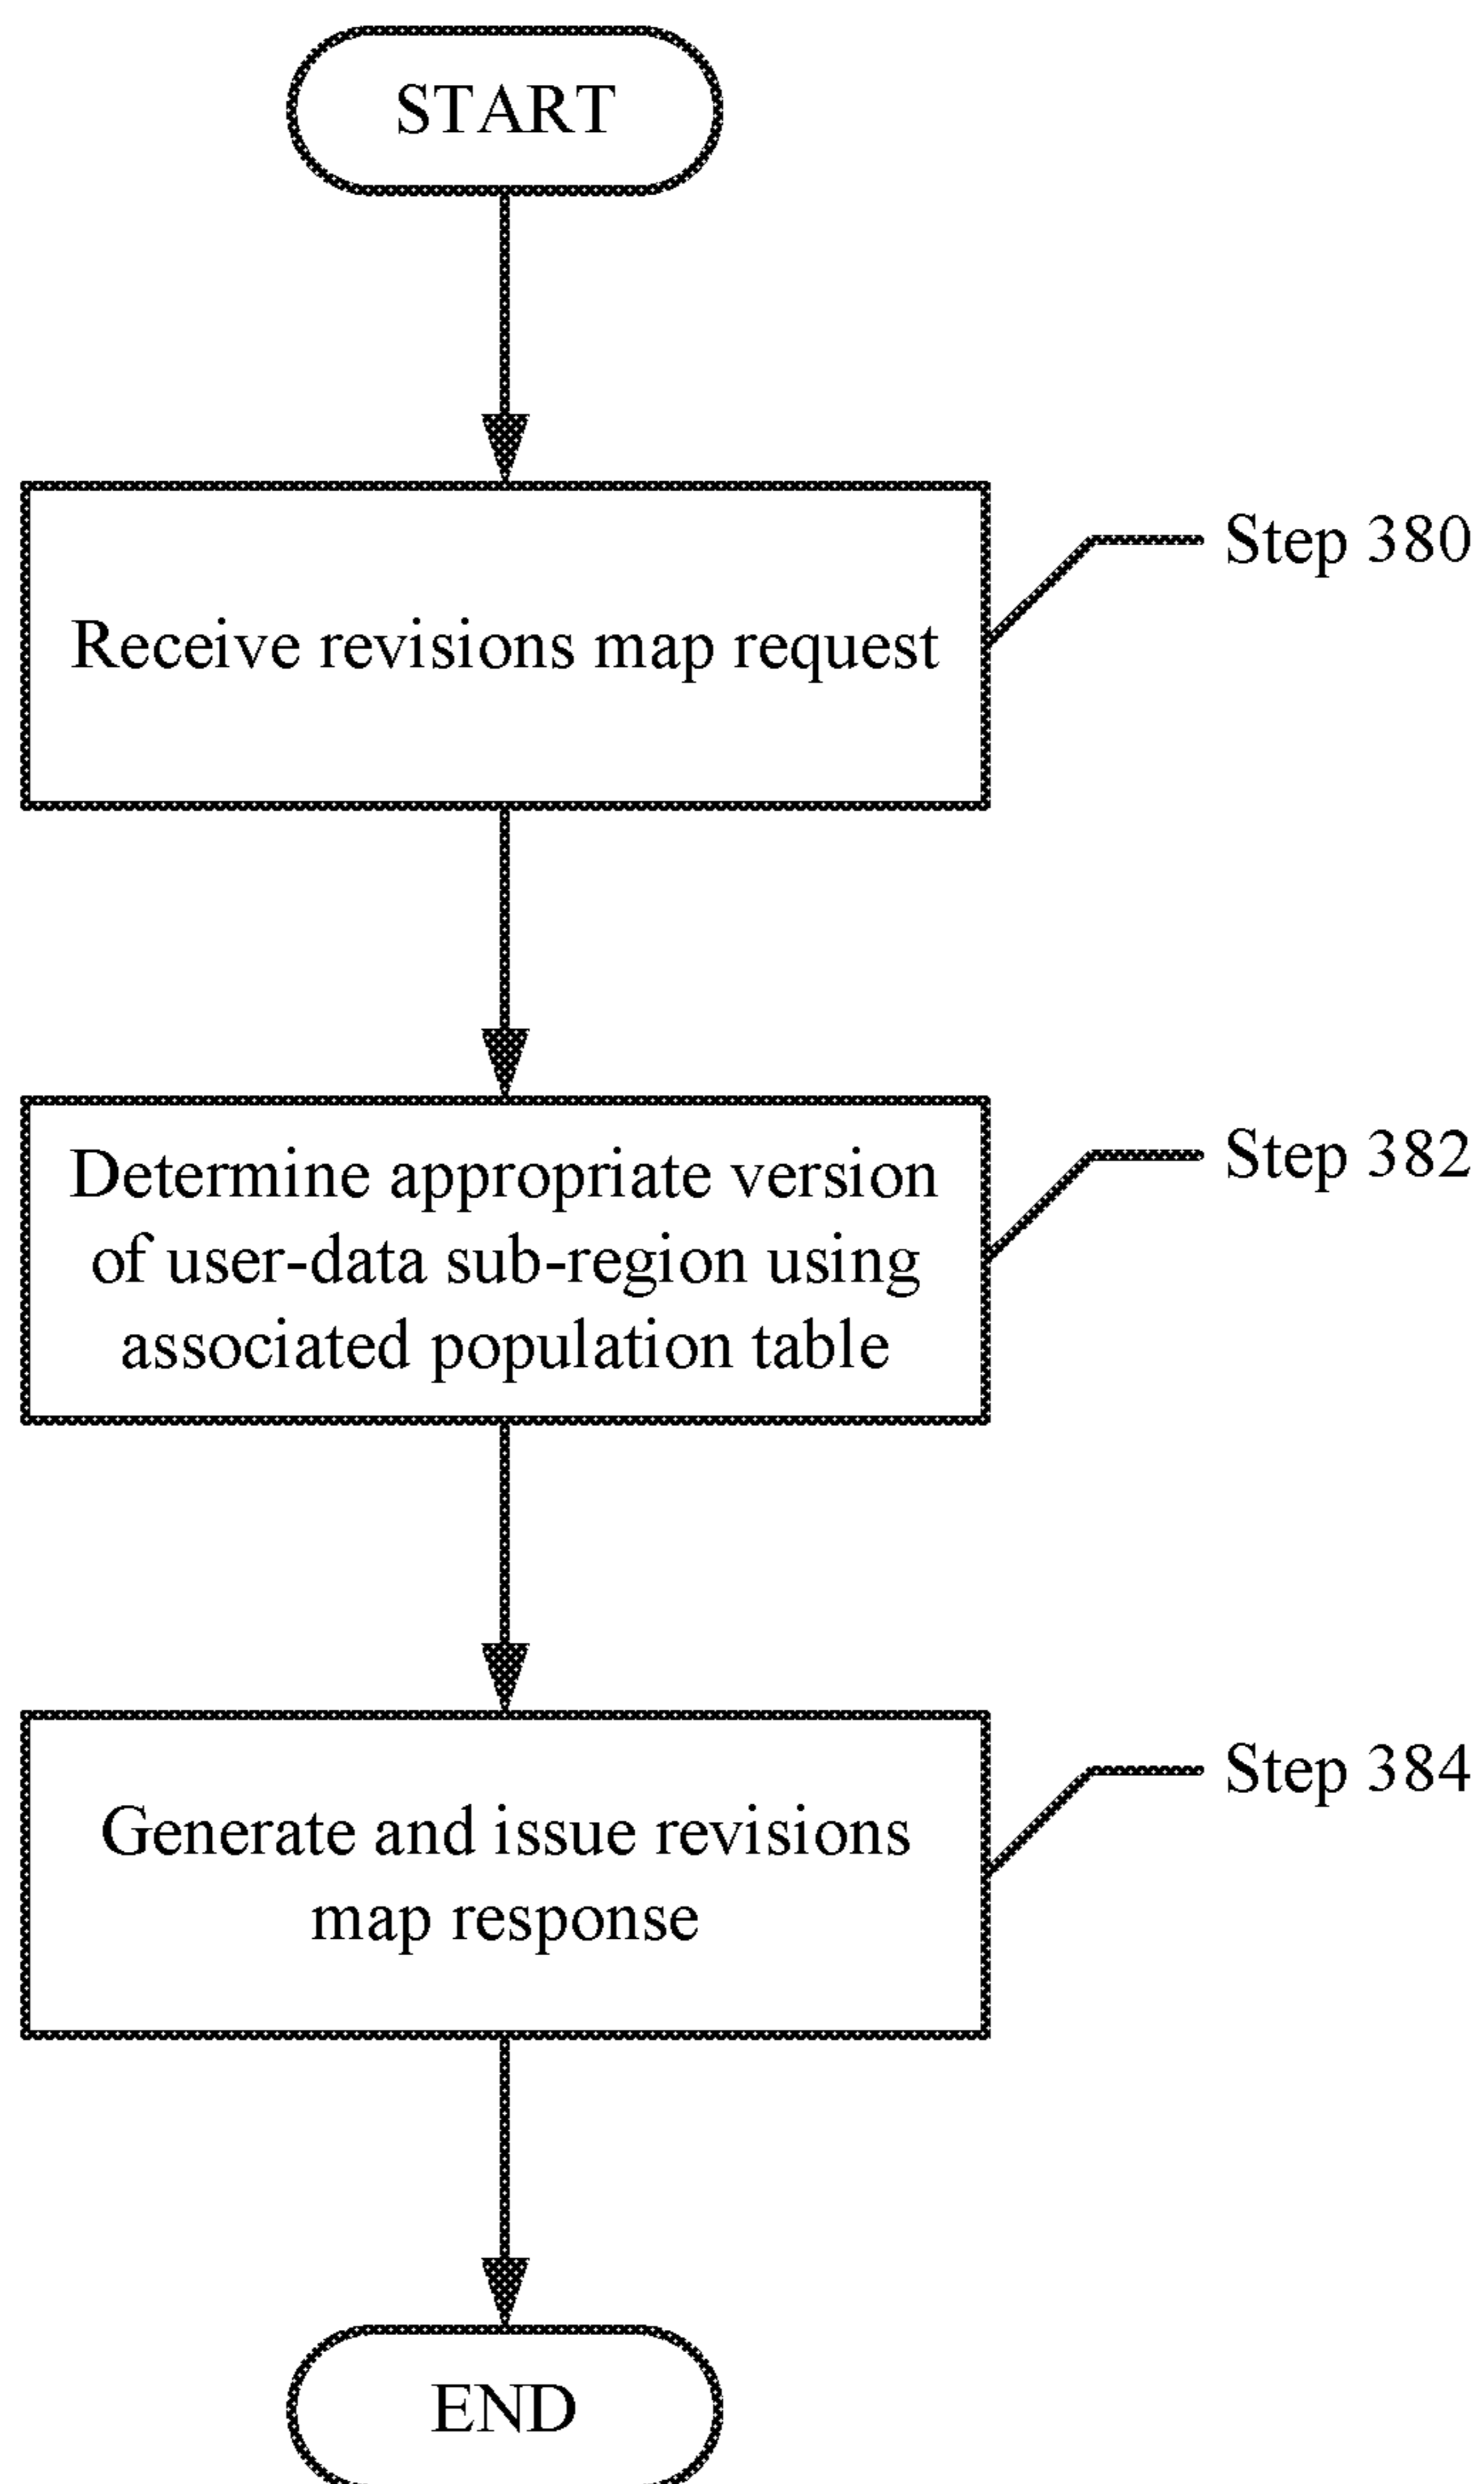 START
Step 380
Receive revisions map request
Step 382
Determine appropriate version
of user-data sub-region using
associated population table
Step 384
Generate and issue revisions
map response
END